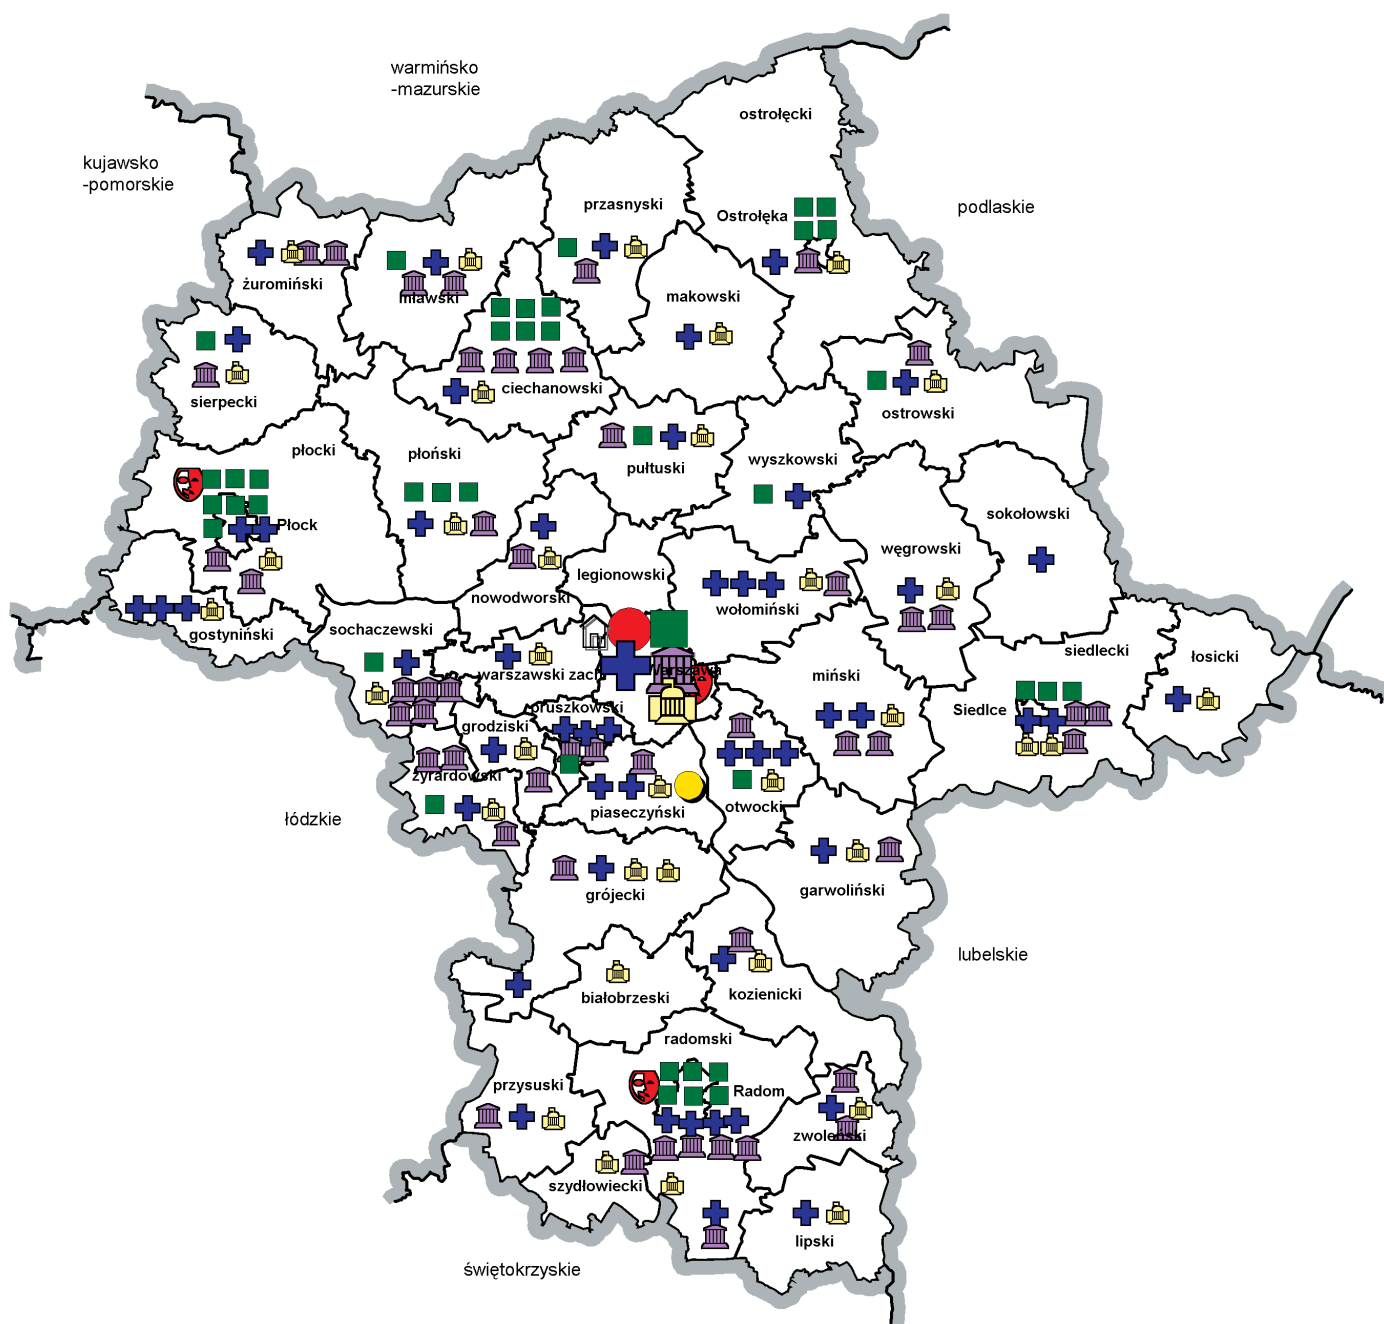 warmińsko
-mazurskie
ostrołęcki
kujawsko
-pomorskie
przasnyski
Ostrołęka
podlaskie
żuromiński
mławski
makowski
ciechanowski
sierpecki
ostrowski
płocki
płoński
pułtuski
wyszkowski
sokołowski
Płock
węgrowski
legionowski
nowodworski
wołomiński
gostyniński
sochaczewski
siedlecki
łosicki
warszawski zach.
Warszawa
miński
pruszkowski
Siedlce
grodziski
żyrardowski
otwocki
piaseczyński
łódzkie
grójecki
garwoliński
lubelskie
białobrzeski
kozienicki
radomski
przysuski
Radom
zwoleński
szydłowiecki
lipski
świętokrzyskie